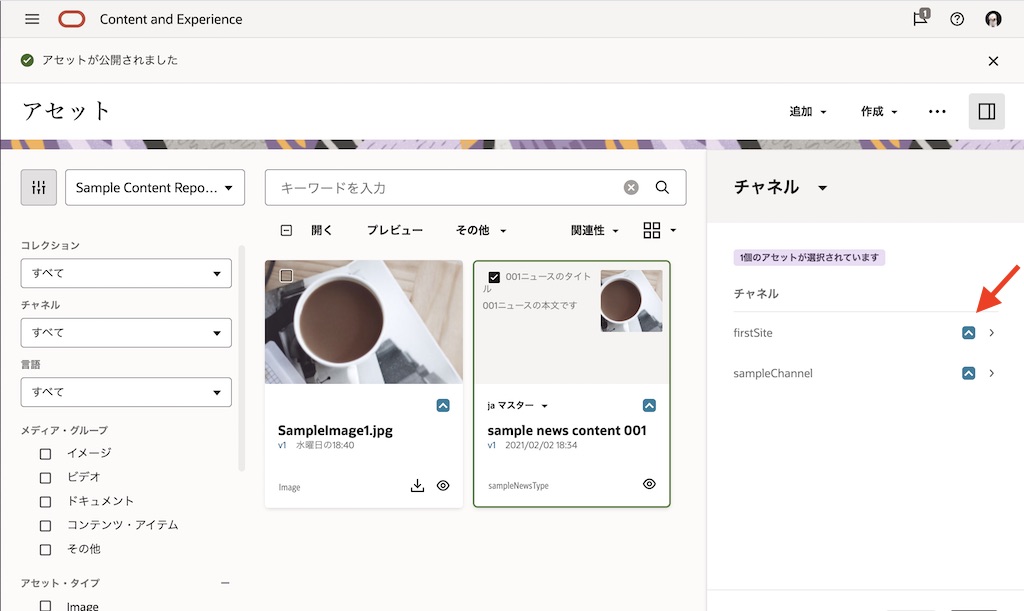 Content and Experience
1
アセットが公開されました
アセット
追加
作成
Sample Content Repo...
キーワードを入力
チャネル
開く
プレビュー
その他
関連性
コレクション
すべて
チャネル
すべて
言語
すべて
メディア・グループ
イメージ
ビデオ
ドキュメント
コンテンツ・アイテム
その他
アセット・タイプ
Image
SampleImage1.jpg
v1 水曜日の18:40
Image
001ニュースのタイト
ル
001ニュースの本文です
ja マスター
sample news content 001
v1 2021/02/02 18:34
sampleNewsType
1個のアセットが選択されています
チャネル
firstSite
sampleChannel